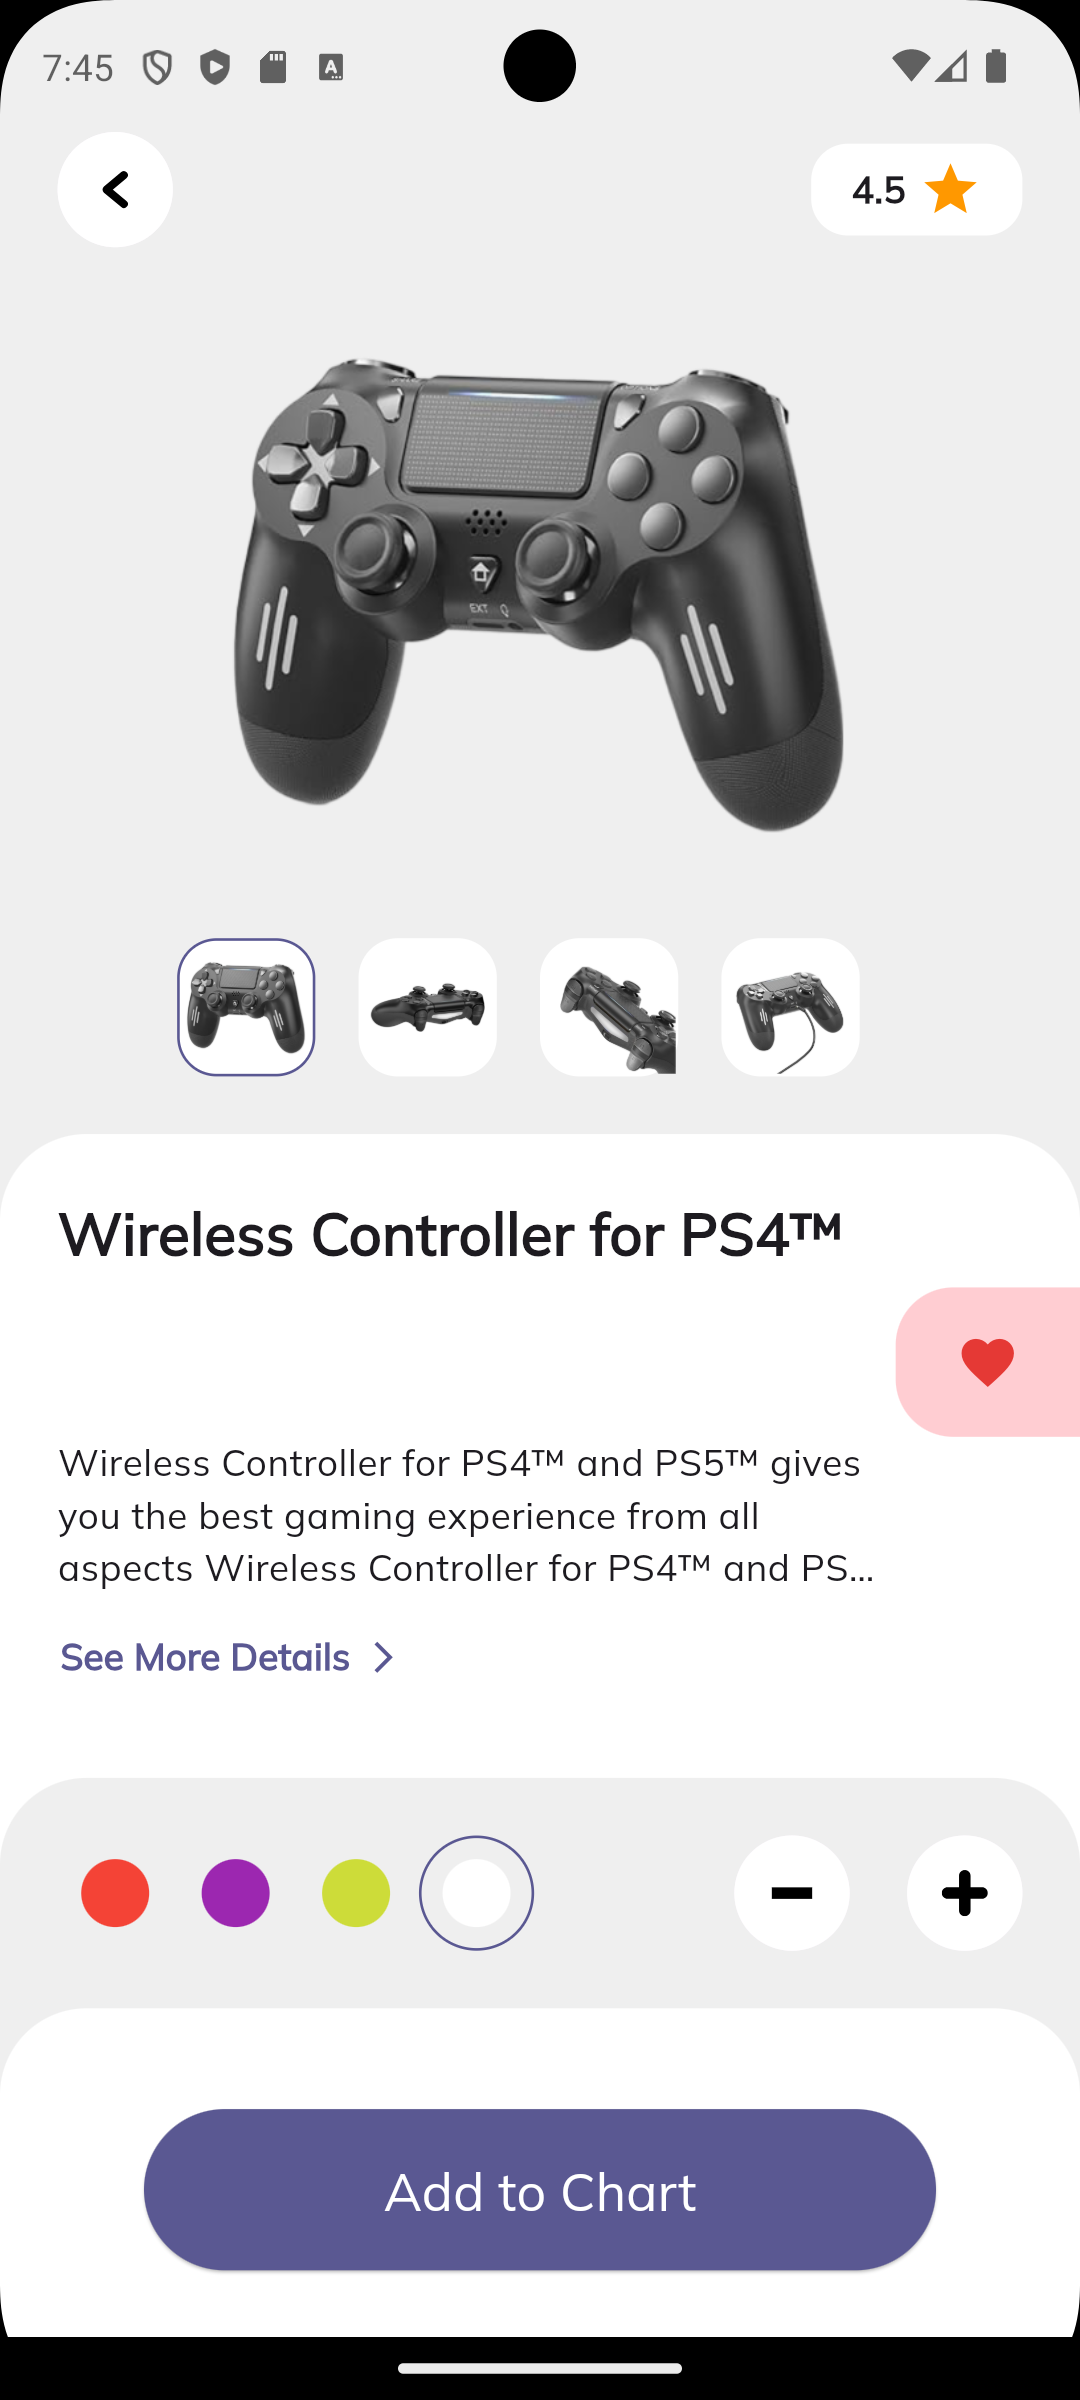 7:45
4.5
EXT
Wireless Controller for PS4™
Wireless Controller for PS4™ and PS5™ gives
you the best gaming experience from all
aspects Wireless Controller for PS4™ and PS...
See More Details
Add to Chart